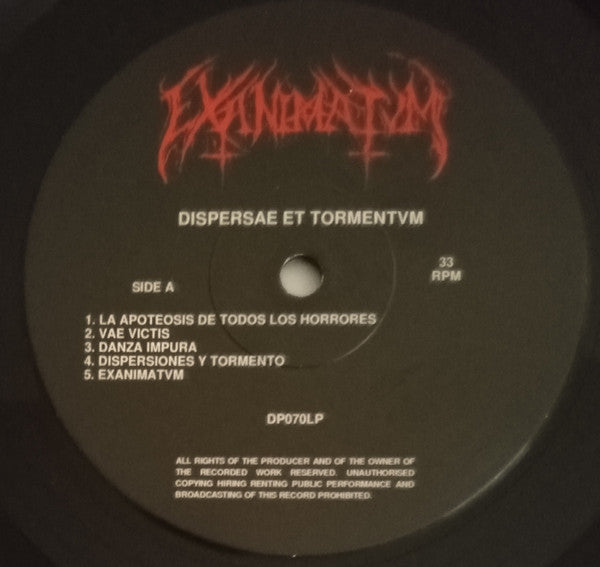 EXANIMATVM
DISPERSAE ET TORMENTVM
SIDE A
33
RPM
1. LA APOTEOSIS DE TODOS LOS HORRORES
2. VAE VICTIS
3. DANZA IMPURA
4. DISPERSIONES Y TORMENTO
5. EXANIMATVM
DP070LP
ALL RIGHTS OF THE PRODUCER AND OF THE OWNER OF
THE RECORDED WORK RESERVED. UNAUTHORISED
COPYING HIRING RENTING PUBLIC PERFORMANCE AND
BROADCASTING OF THIS RECORD PROHIBITED.